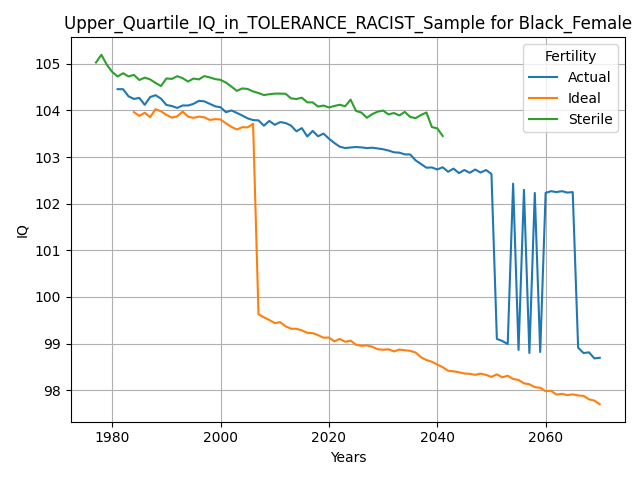 Upper_Quartile_IQ_in_TOLERANCE_RACIST_Sample for Black_Female
Fertility
Actual
Ideal
Sterile
105
104
103
102
101
100
99
98
IQ
1980
2000
2020
2040
2060
Years